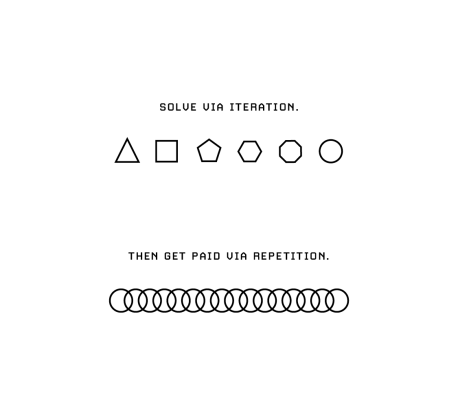 SOLVE VIA ITERATION.
THEN GET PAID VIA REPETITION.